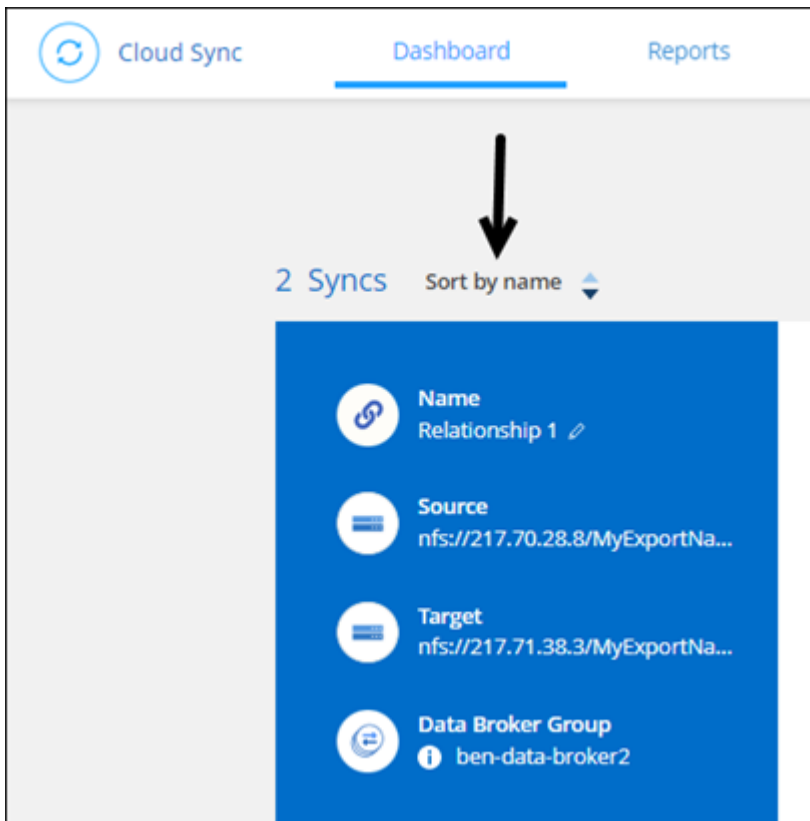 Cloud Sync Dashboard Reports
2 Syncs Sort by name
Name
Relationship 1
Source
nfs://217.70.28.8/MyExportNa...
Target
nfs://217.71.38.3/MyExportNa...
Data Broker Group
ben-data-broker2